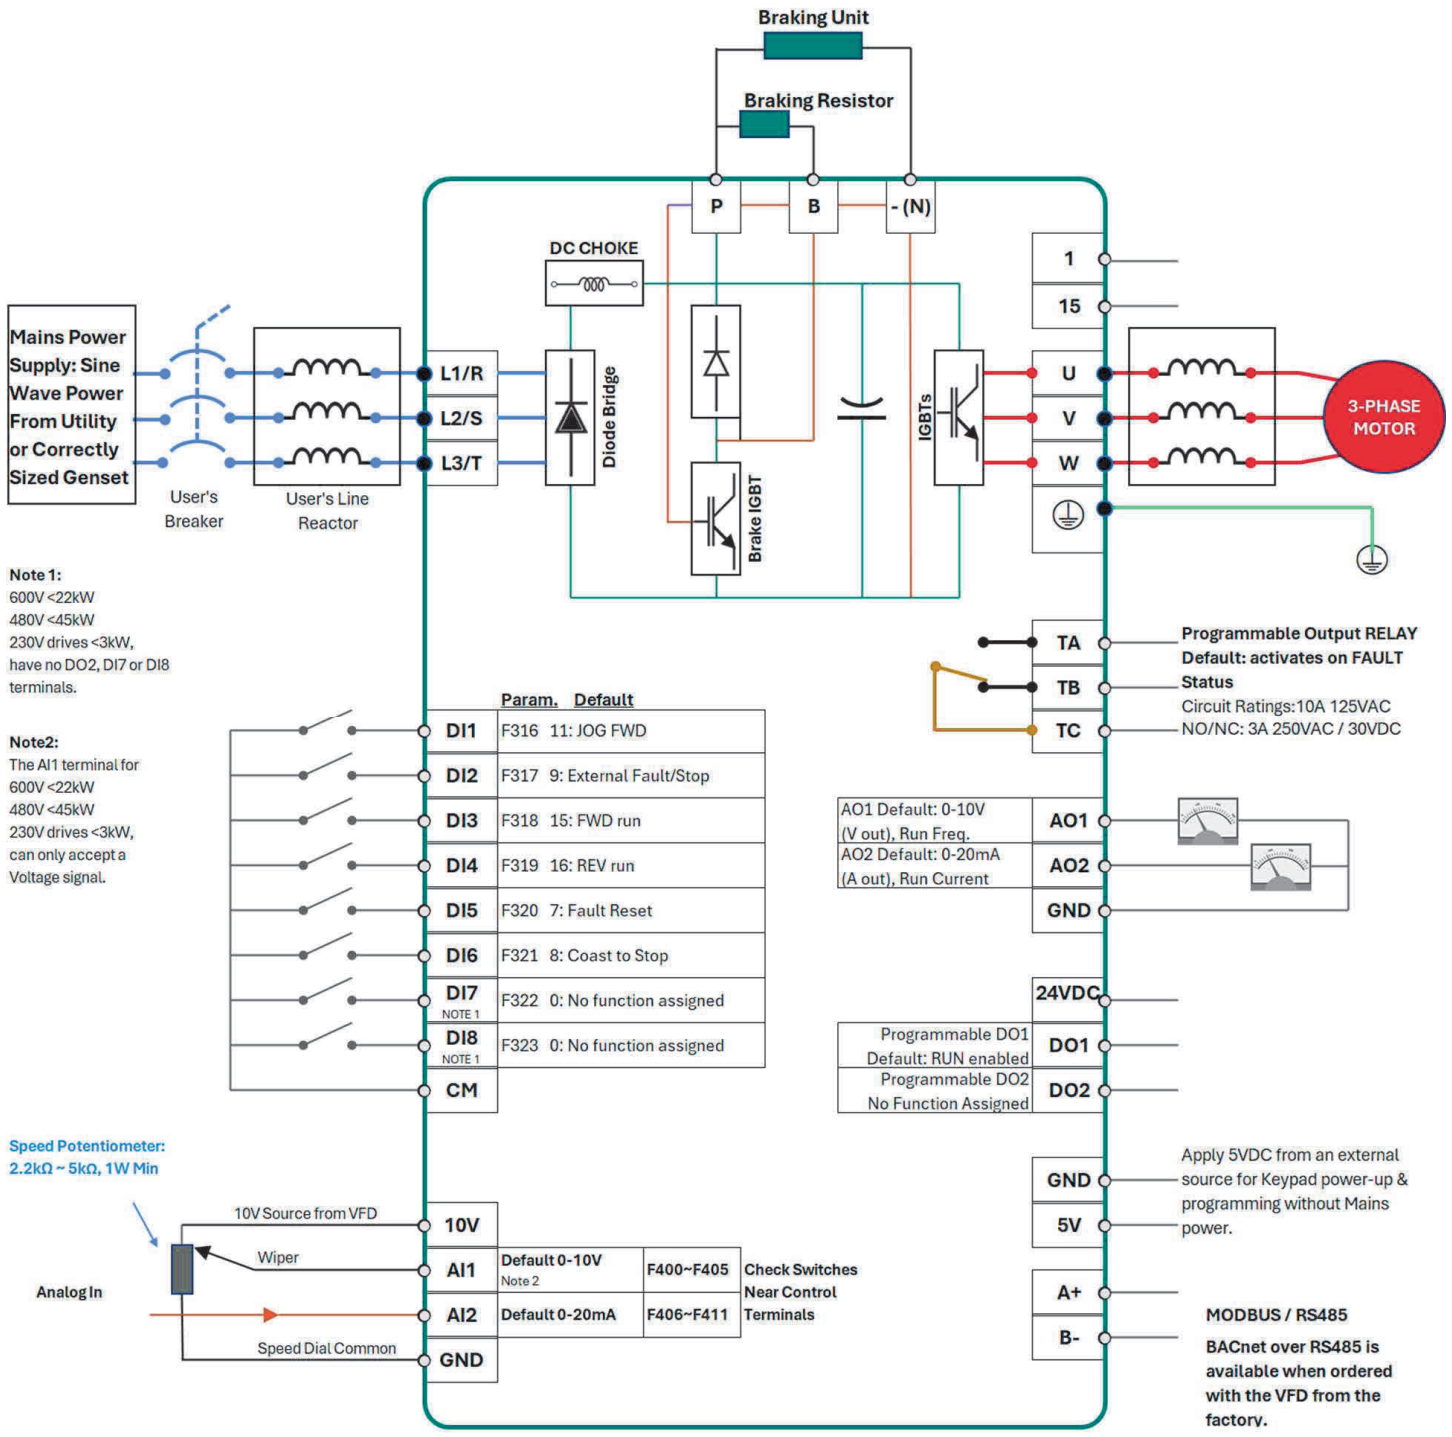 Braking Unit
Braking Resistor
P
B
- (N)
DC CHOKE
Diode Bridge
Brake IGBT
IGBTs
Mains Power
Supply: Sine
Wave Power
From Utility
or Correctly
Sized Genset
User's
Breaker
User's Line
Reactor
L1/R
L2/S
L3/T
1
15
U
V
W
3-PHASE
MOTOR
Note 1:
600V <22kW
480V <45kW
230V drives <3kW,
have no DO2, DI7 or DI8
terminals.
Note2:
The AI1 terminal for
600V <22kW
480V <45kW
230V drives <3kW,
can only accept a
Voltage signal.
Param. Default
DI1 F316 11: JOG FWD
DI2 F317 9: External Fault/Stop
DI3 F318 15: FWD run
DI4 F319 16: REV run
DI5 F320 7: Fault Reset
DI6 F321 8: Coast to Stop
DI7 F322 0: No function assigned
NOTE 1
DI8 F323 0: No function assigned
NOTE 1
CM
TA
TB
TC
Programmable Output RELAY
Default: activates on FAULT
Status
Circuit Ratings:10A 125VAC
NO/NC: 3A 250VAC / 30VDC
AO1 Default: 0-10V
(V out), Run Freq.
AO1
AO2 Default: 0-20mA
(A out), Run Current
AO2
GND
24VDC
Programmable DO1
Default: RUN enabled
DO1
Programmable DO2
No Function Assigned
DO2
GND
5V
Apply 5VDC from an external
source for Keypad power-up &
programming without Mains
power.
A+
B-
MODBUS / RS485
BACnet over RS485 is
available when ordered
with the VFD from the
factory.
Speed Potentiometer:
2.2kΩ ~ 5kΩ, 1W Min
10V Source from VFD
10V
Wiper
AI1
Default 0-10V
Note 2
F400~F405
Analog In
AI2
Default 0-20mA
F406~F411
Check Switches
Near Control
Terminals
Speed Dial Common
GND